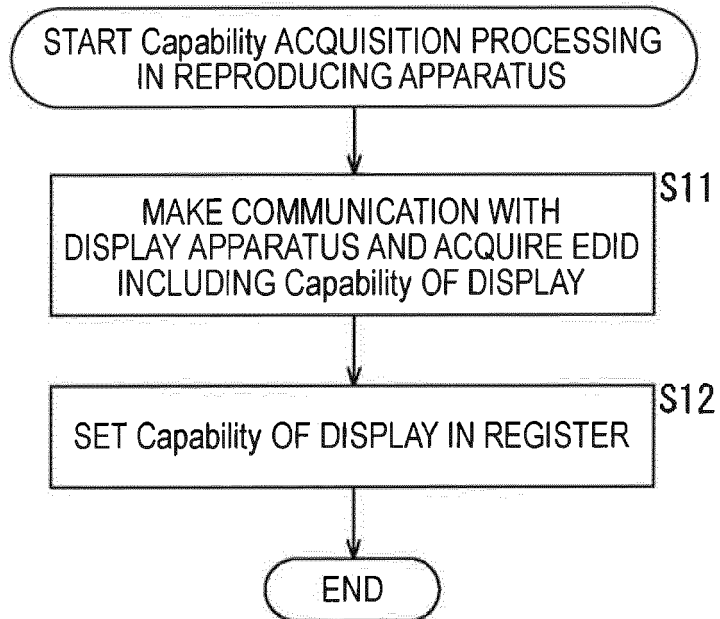 START Capability ACQUISITION PROCESSING
IN REPRODUCING APPARATUS
S11
MAKE COMMUNICATION WITH
DISPLAY APPARATUS AND ACQUIRE EDID
INCLUDING Capability OF DISPLAY
S12
SET Capability OF DISPLAY IN REGISTER
END